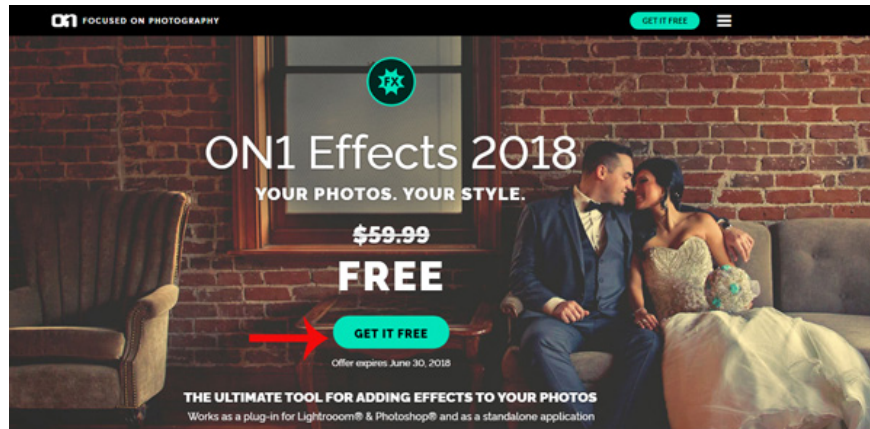 ON1 FOCUSED ON PHOTOGRAPHY
GET IT FREE
FX
ON1 Effects 2018
YOUR PHOTOS. YOUR STYLE.
$59.99
FREE
GET IT FREE
Offer expires June 30, 2018
THE ULTIMATE TOOL FOR ADDING EFFECTS TO YOUR PHOTOS
Works as a plug-in for Lightrooom® & Photoshop® and as a standalone application